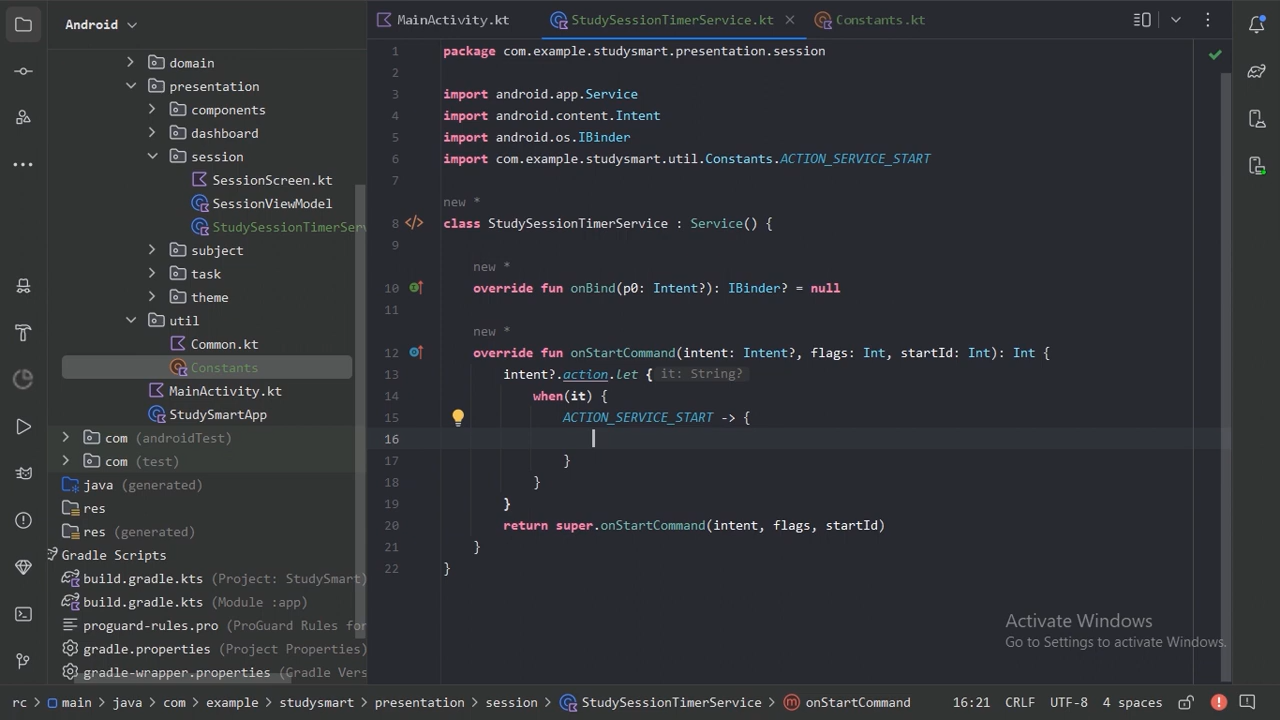 Android
MainActivity.kt
StudySessionTimerService.kt
Constants.kt
domain
presentation
components
dashboard
session
SessionScreen.kt
SessionViewModel
StudySessionTimerServ
subject
task
theme
util
Common.kt
Constants
MainActivity.kt
StudySmartApp
com (androidTest)
com (test)
java (generated)
res
res (generated)
Gradle Scripts
build.gradle.kts (Project: StudySmart)
build.gradle.kts (Module :app)
proguard-rules.pro (ProGuard Rules for
gradle.properties (Project Properties)
gradle-wrapper.properties (Gradle Vers
1 package com.example.studysmart.presentation.session
2
3 import android.app.Service
4 import android.content.Intent
5 import android.os.IBinder
6 import com.example.studysmart.util.Constants.ACTION_SERVICE_START
7
new *
8 class StudySessionTimerService : Service() {
9
new *
10 override fun onBind(p0: Intent?): IBinder? = null
11
new *
12 override fun onStartCommand(intent: Intent?, flags: Int, startId: Int): Int {
13 intent?.action.let { it: String?
14 when(it) {
15 ACTION_SERVICE_START -> {
16
17 }
18 }
19 }
20 return super.onStartCommand(intent, flags, startId)
21 }
22 }
Activate Windows
Go to Settings to activate Windows.
rc > main > java > com > example > studysmart > presentation > session > StudySessionTimerService > onStartCommand
16:21 CRLF UTF-8 4 spaces